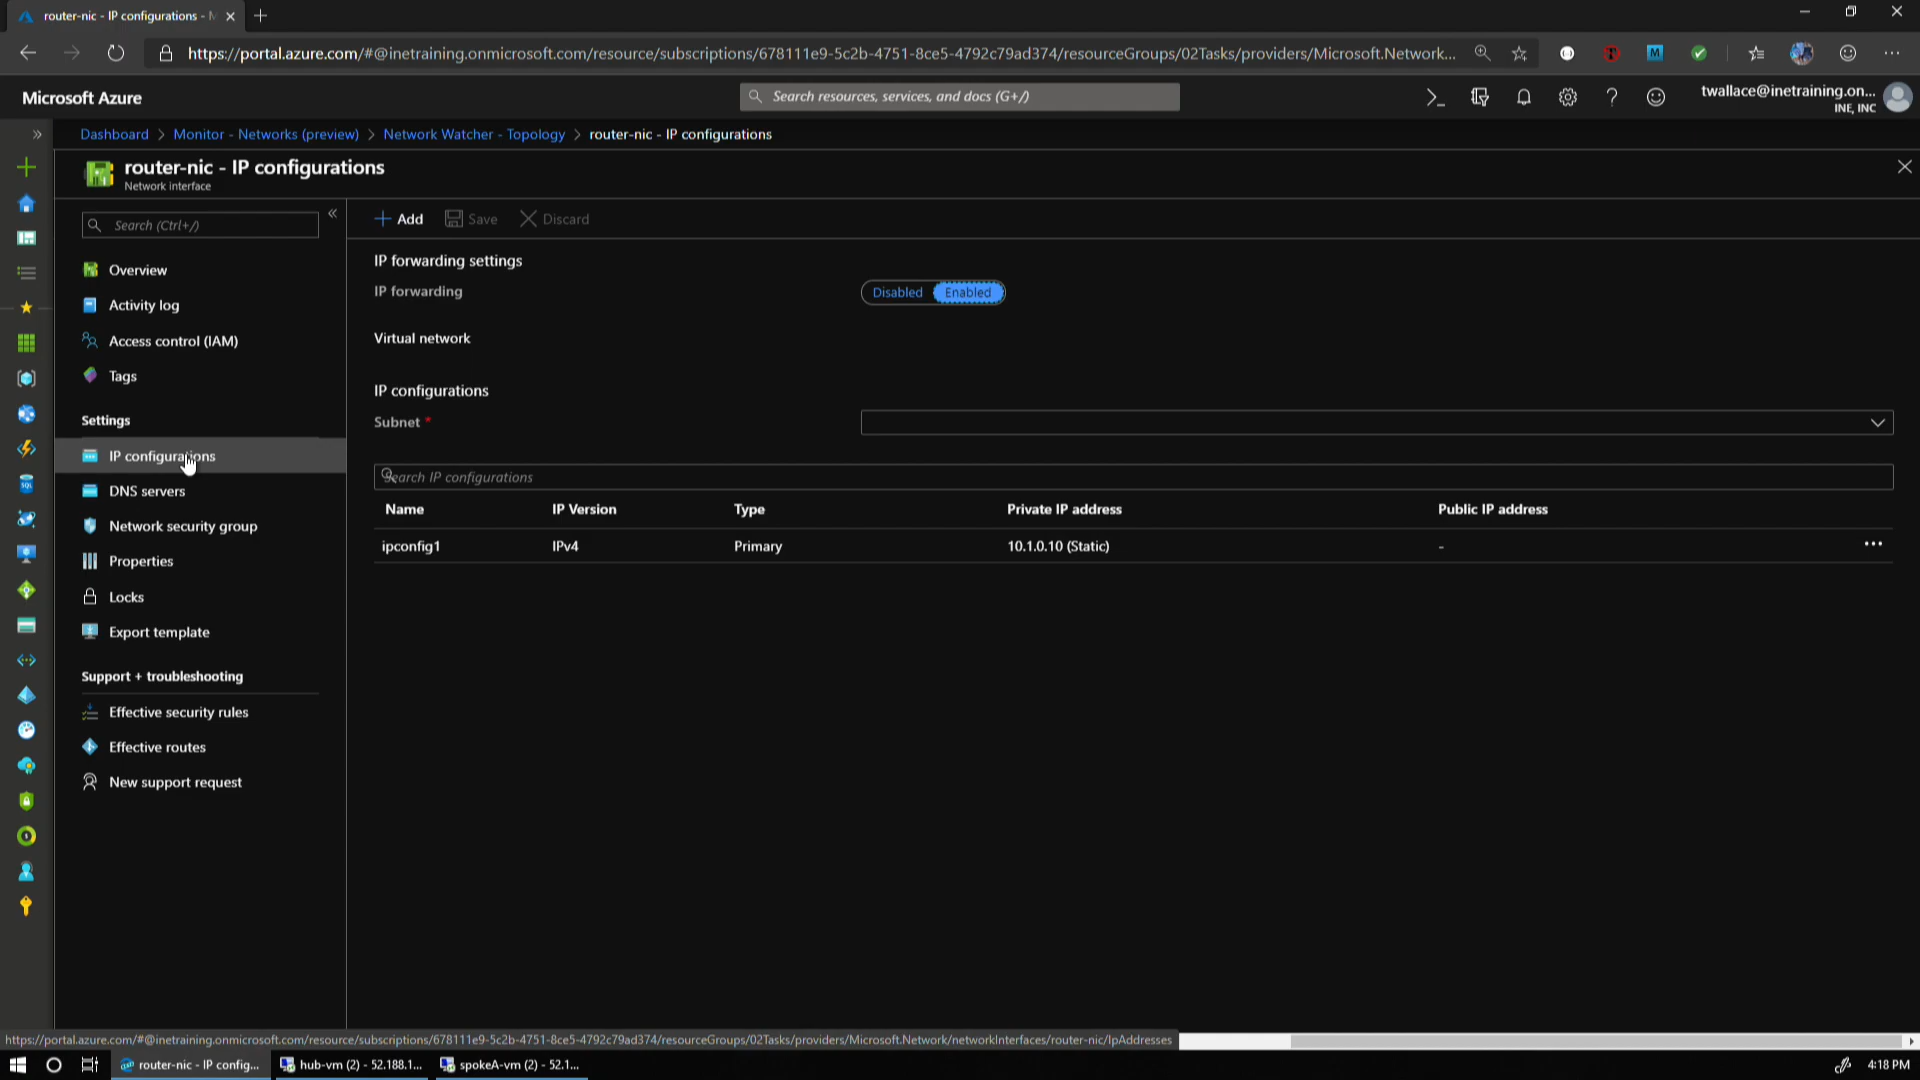 router-nic - IP configurations - M
https://portal.azure.com/#@inetraining.onmicrosoft.com/resource/subscriptions/678111e9-5c2b-4751-8ce5-4792c79ad374/resourceGroups/02Tasks/providers/Microsoft.Network...
Microsoft Azure
Search resources, services, and docs (G+/)
twallace@inetraining.on...
INE, INC
Dashboard > Monitor - Networks (preview) > Network Watcher - Topology > router-nic - IP configurations
router-nic - IP configurations
Network interface
Search (Ctrl+/)
Add Save Discard
Overview
Activity log
Access control (IAM)
Tags
Settings
IP configurations
DNS servers
Network security group
Properties
Locks
Export template
Support + troubleshooting
Effective security rules
Effective routes
New support request
IP forwarding settings
IP forwarding Disabled Enabled
Virtual network
IP configurations
Subnet *
Search IP configurations
Name IP Version Type Private IP address Public IP address
ipconfig1 IPv4 Primary 10.1.0.10 (Static) -
https://portal.azure.com/#@inetraining.onmicrosoft.com/resource/subscriptions/678111e9-5c2b-4751-8ce5-4792c79ad374/resourceGroups/02Tasks/providers/Microsoft.Network/networkInterfaces/router-nic/IpAddresses
router-nic - IP config... hub-vm (2) - 52.188.1... spokeA-vm (2) - 52.1... 4:18 PM